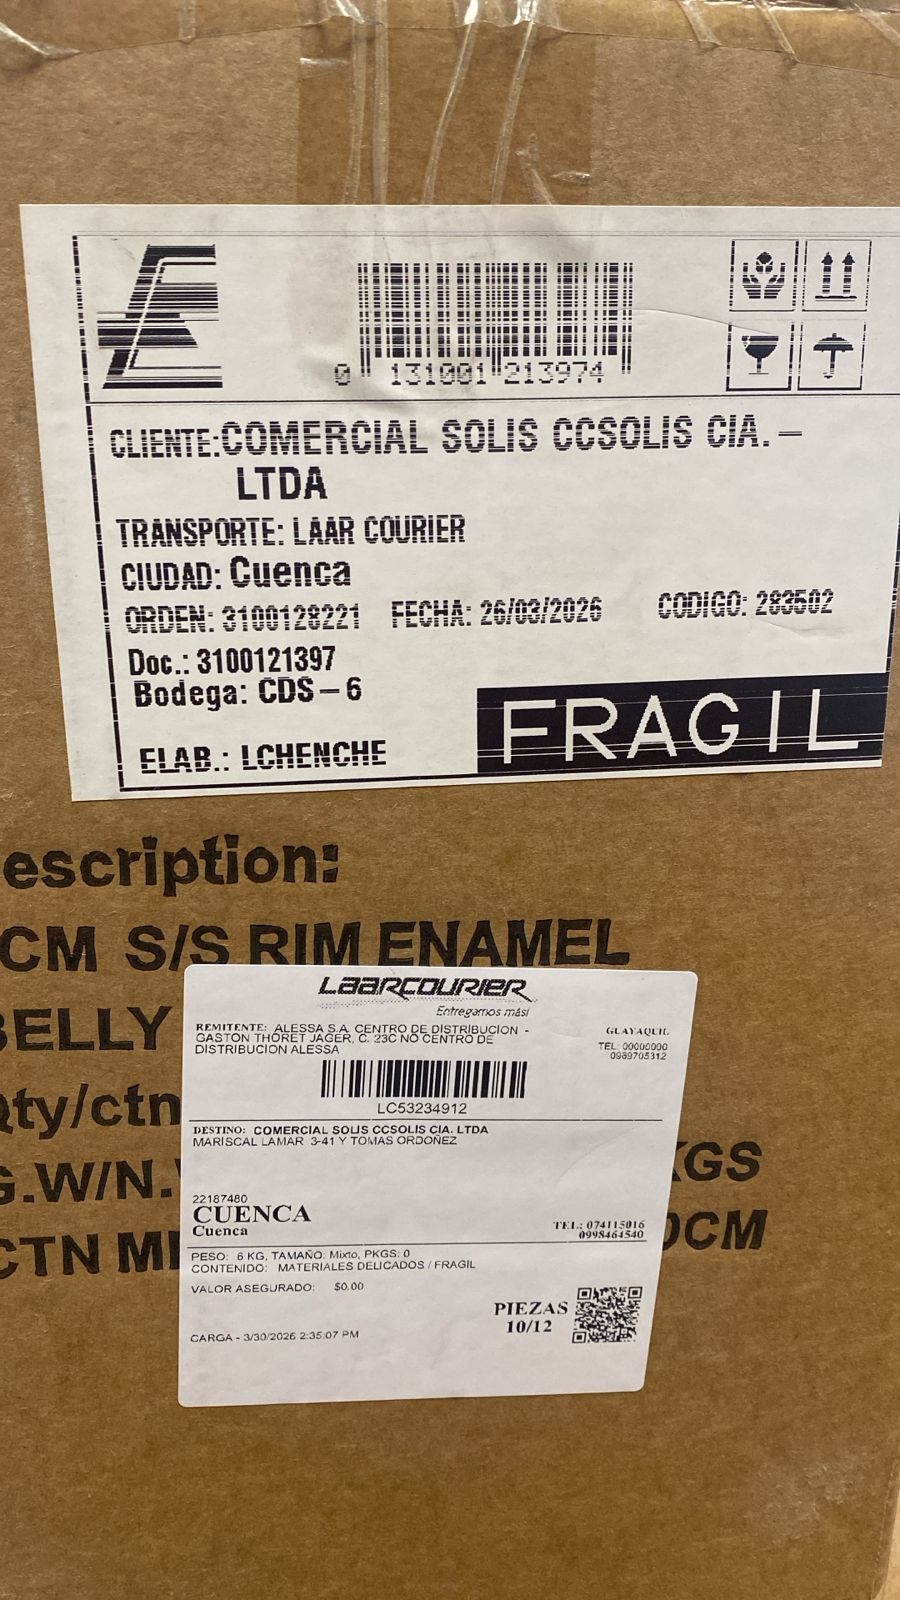 0 131001 213974
CLIENTE:COMERCIAL SOLIS CCSOLIS CIA.-
LTDA
TRANSPORTE: LAAR COURIER
CIUDAD: Cuenca
ORDEN: 3100128221 FECHA: 26/03/2026 CODIGO: 283502
Doc.: 3100121397
Bodega: CDS-6
FRAGIL
ELAB.: LCHENCHE
escription:
CM S/S RIM ENAMEL
BELLY
Qty/ctn
G.W/N. KGS
CTN M 0CM
LaaRCOURIER
Entregamos más!
REMITENTE: ALESSA S.A. CENTRO DE DISTRIBUCION - GUAYAQUIL
GASTON THORET JAGER, C. 23C NO CENTRO DE TEL: 00000000
DISTRIBUCION ALESSA 0989705312
LC53234912
DESTINO: COMERCIAL SOLIS CCSOLIS CIA. LTDA
MARISCAL LAMAR 3-41 Y TOMAS ORDOÑEZ
22187480
CUENCA
Cuenca
TEL: 074115016
0998464540
PESO: 6 KG, TAMAÑO: Mixto, PKGS: 0
CONTENIDO: MATERIALES DELICADOS / FRAGIL
VALOR ASEGURADO: $0.00
PIEZAS
10/12
CARGA - 3/30/2026 2:35:07 PM